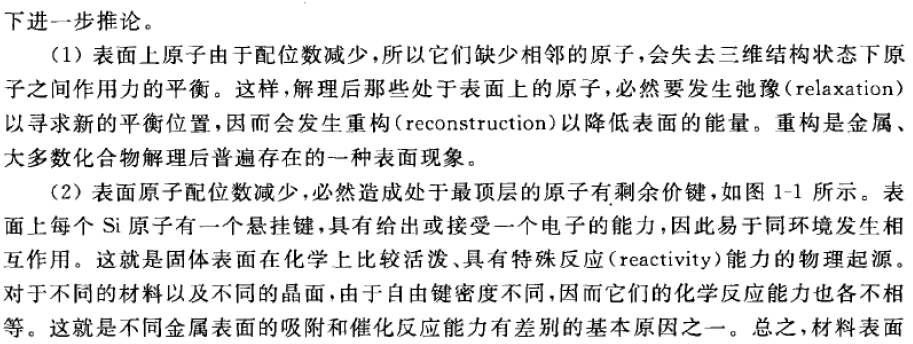 下进一步推论。
(1) 表面上原子由于配位数减少,所以它们缺少相邻的原子,会失去三维结构状态下原
子之间作用力的平衡。这样,解理后那些处于表面上的原子,必然要发生弛豫(relaxation)
以寻求新的平衡位置,因而会发生重构(reconstruction)以降低表面的能量。重构是金属、
大多数化合物解理后普遍存在的一种表面现象。
(2) 表面原子配位数减少,必然造成处于最顶层的原子有剩余价键,如图 1-1 所示。表
面上每个 Si 原子有一个悬挂键,具有给出或接受一个电子的能力,因此易于同环境发生相
互作用。这就是固体表面在化学上比较活泼、具有特殊反应(reactivity)能力的物理起源。
对于不同的材料以及不同的晶面,由于自由键密度不同,因而它们的化学反应能力也各不相
等。这就是不同金属表面的吸附和催化反应能力有差别的基本原因之一。总之,材料表面